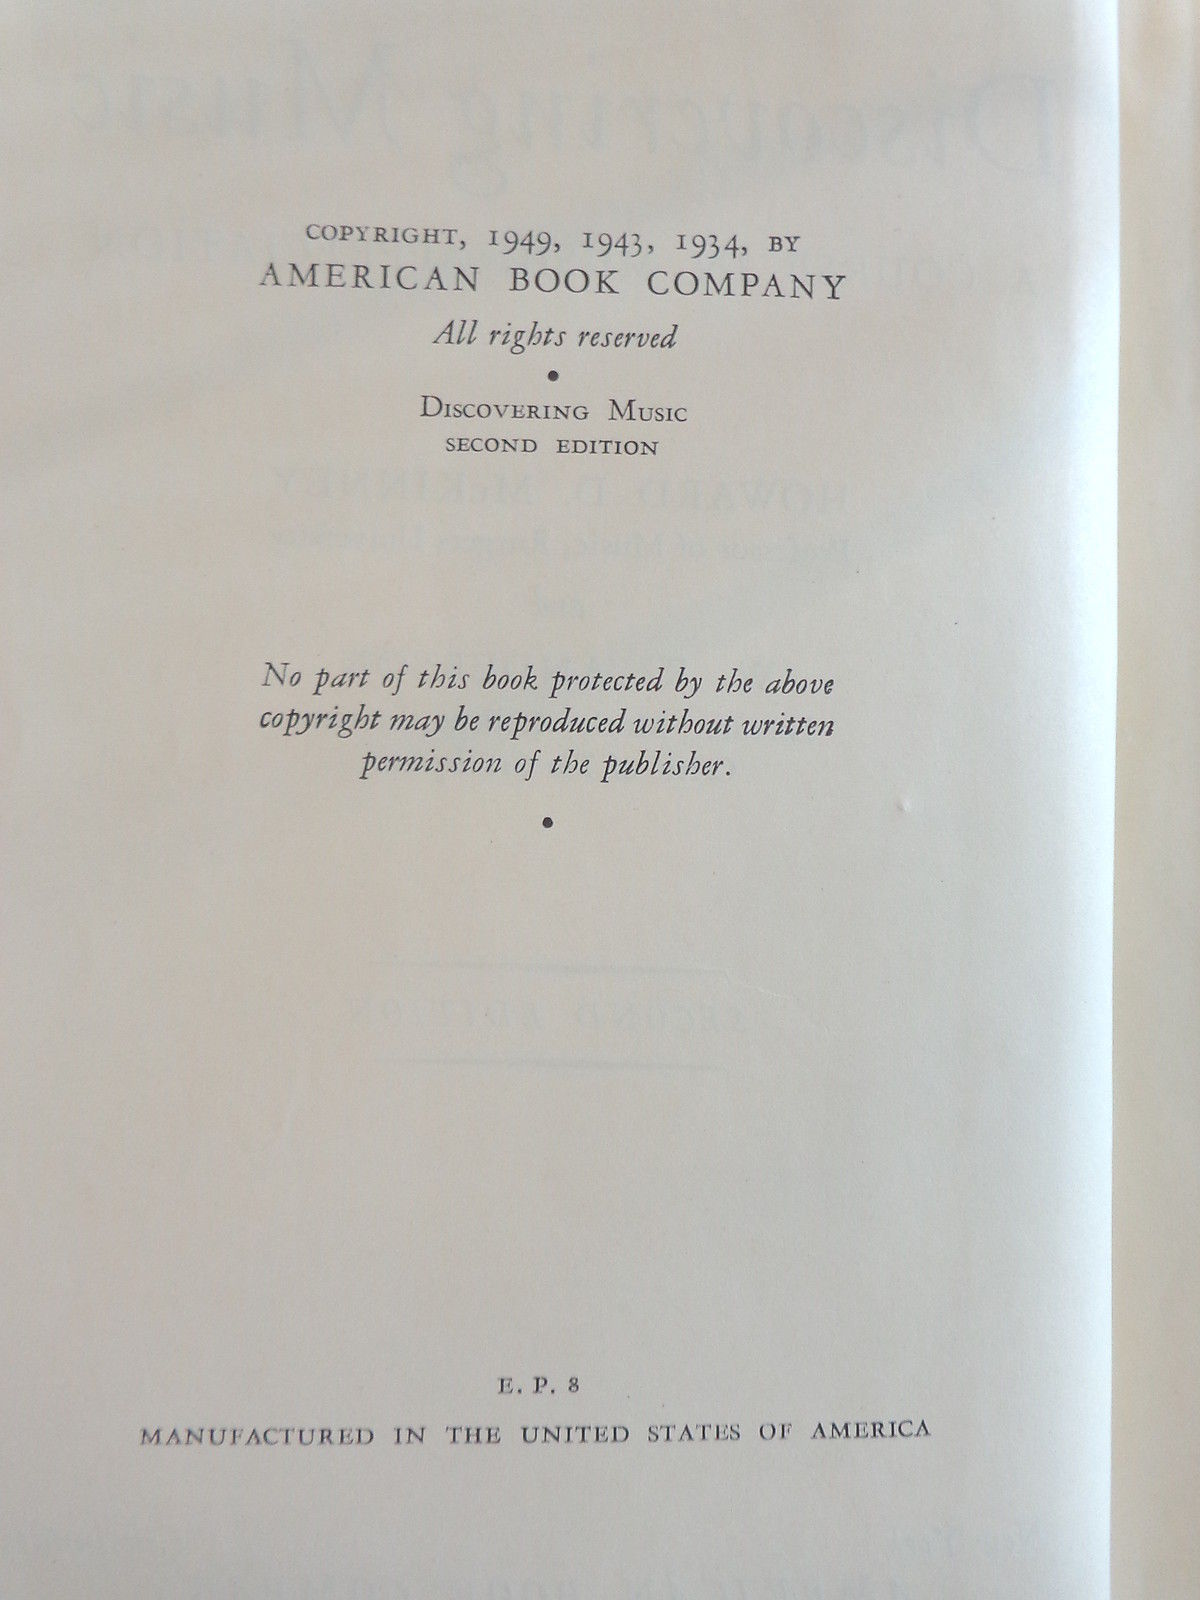 COPYRIGHT, 1949, 1943, 1934, BY
AMERICAN BOOK COMPANY
All rights reserved
•
DISCOVERING MUSIC
SECOND EDITION
No part of this book protected by the above
copyright may be reproduced without written
permission of the publisher.
•
E. P. 8
MANUFACTURED IN THE UNITED STATES OF AMERICA